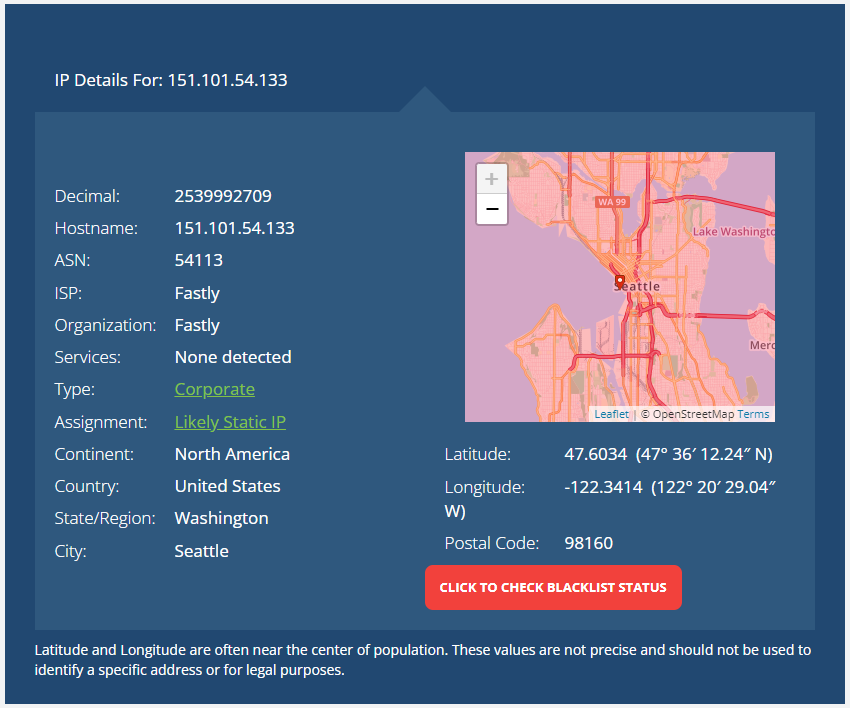 IP Details For: 151.101.54.133
Decimal: 2539992709
Hostname: 151.101.54.133
ASN: 54113
ISP: Fastly
Organization: Fastly
Services: None detected
Type: Corporate
Assignment: Likely Static IP
Continent: North America
Country: United States
State/Region: Washington
City: Seattle
+
−
WA 99
Lake Washingto
Seattle
Merc
Leaflet | © OpenStreetMap Terms
Latitude: 47.6034 (47° 36′ 12.24″ N)
Longitude: -122.3414 (122° 20′ 29.04″
W)
Postal Code: 98160
CLICK TO CHECK BLACKLIST STATUS
Latitude and Longitude are often near the center of population. These values are not precise and should not be used to
identify a specific address or for legal purposes.